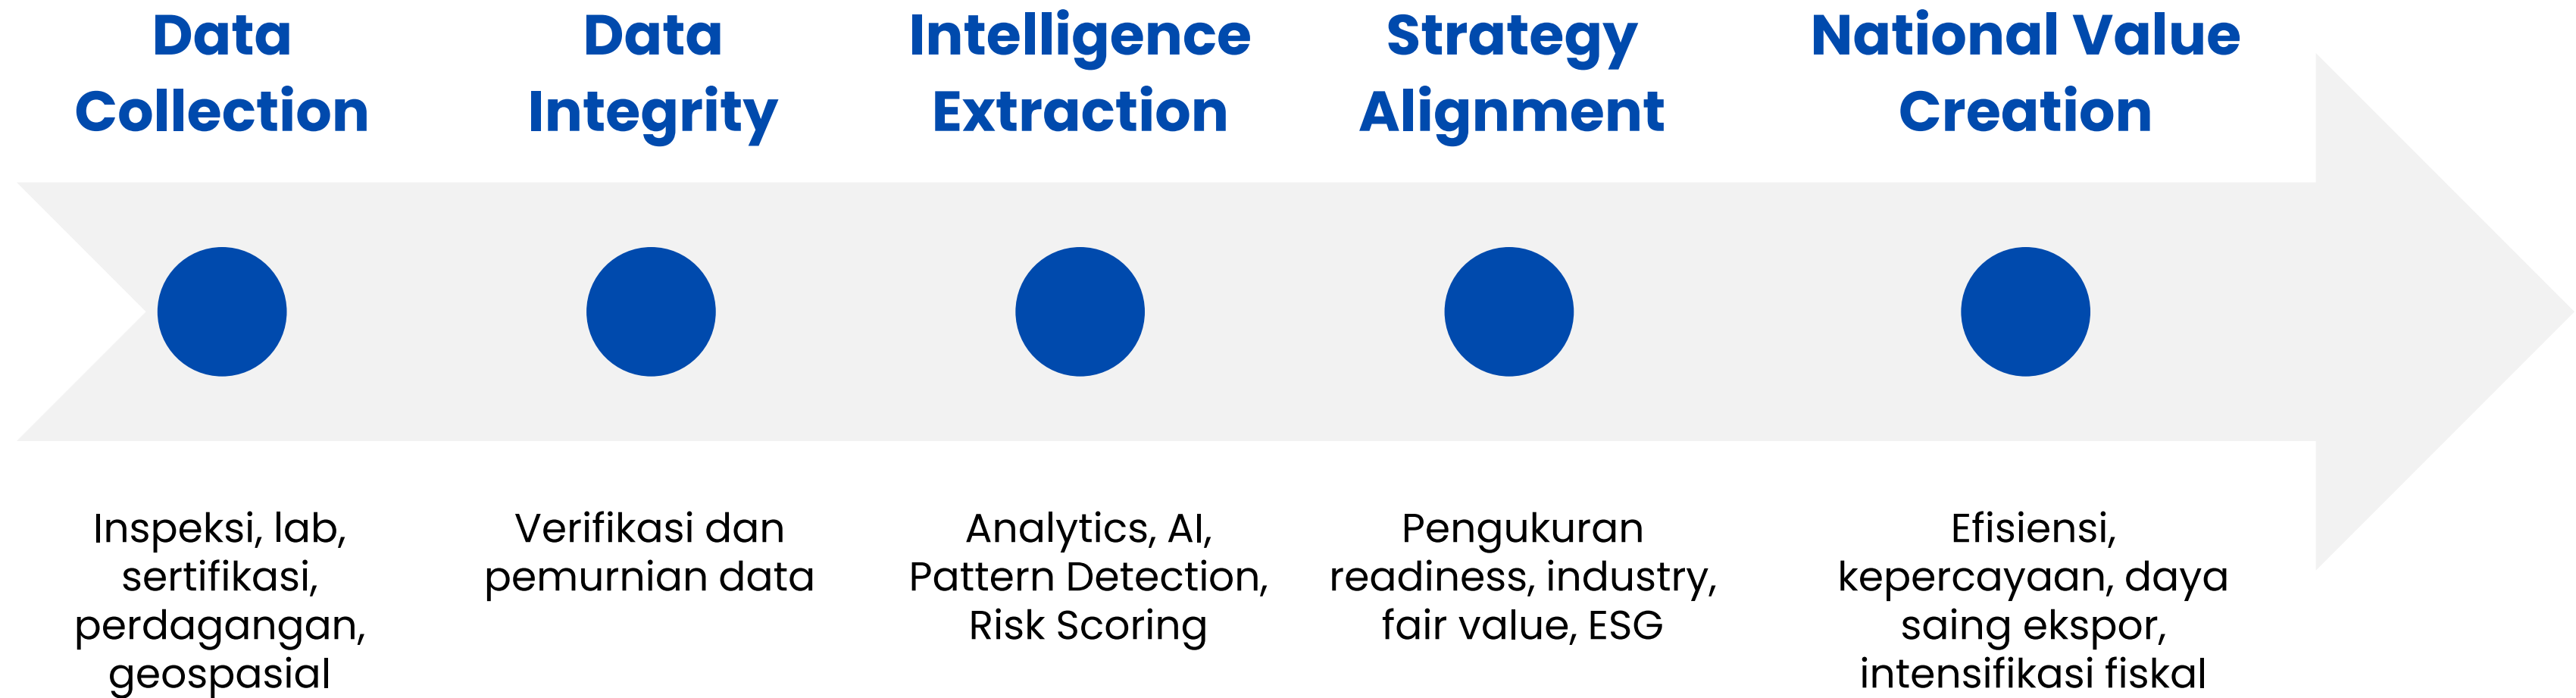 Data
Collection
Data
Integrity
Intelligence
Extraction
Strategy
Alignment
National Value
Creation
Inspeksi, lab,
sertifikasi,
perdagangan,
geospasial
Verifikasi dan
pemurnian data
Analytics, AI,
Pattern Detection,
Risk Scoring
Pengukuran
readiness, industry,
fair value, ESG
Efisiensi,
kepercayaan, daya
saing ekspor,
intensifikasi fiskal